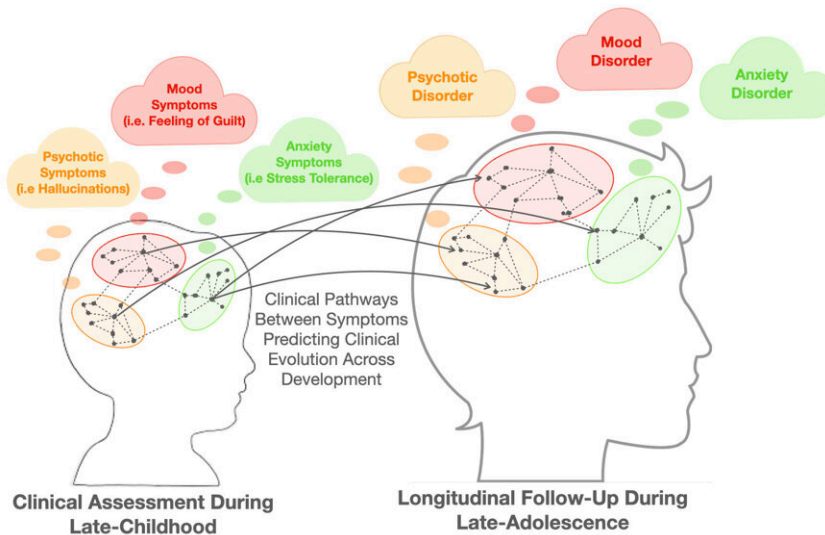 Mood
Symptoms
(i.e. Feeling of Guilt)
Psychotic
Symptoms
(i.e Hallucinations)
Anxiety
Symptoms
(i.e Stress Tolerance)
Psychotic
Disorder
Mood
Disorder
Anxiety
Disorder
Clinical Pathways
Between Symptoms
Predicting Clinical
Evolution Across
Development
Clinical Assessment During
Late-Childhood
Longitudinal Follow-Up During
Late-Adolescence